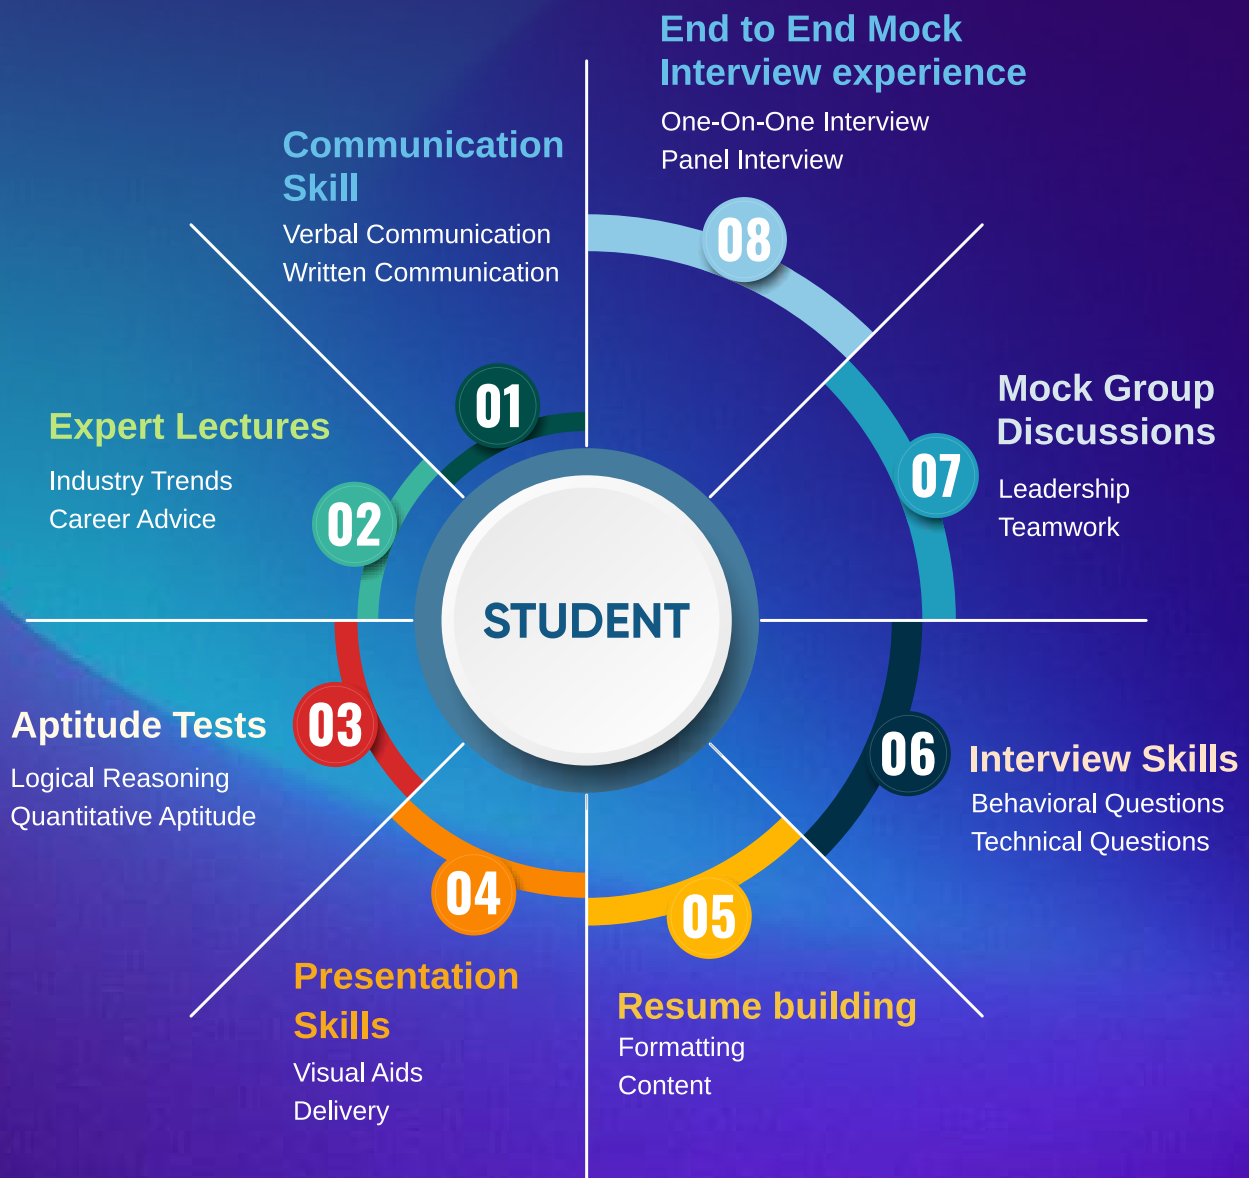 End to End Mock
Interview experience
One-On-One Interview
Panel Interview
08
Communication
Skill
Verbal Communication
Written Communication
01
Expert Lectures
Industry Trends
Career Advice
02
Mock Group
Discussions
Leadership
Teamwork
07
STUDENT
Aptitude Tests
Logical Reasoning
Quantitative Aptitude
03
06
Interview Skills
Behavioral Questions
Technical Questions
04
Presentation
Skills
Visual Aids
Delivery
05
Resume building
Formatting
Content